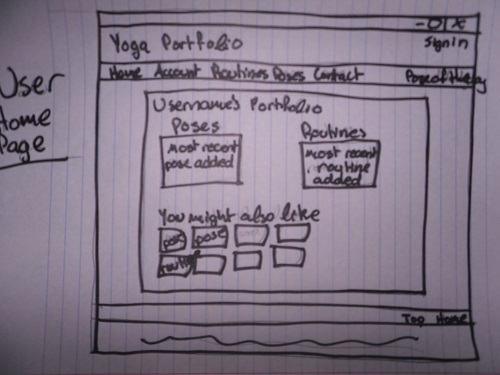 User
Home
Page
- O X
Yoga Portfolio
Sign in
Home Account Routines Poses Contact Pose of the day
Username's Portfolio
Poses
Routines
Most recent
pose added
Most recent
routine
added
You might also like
pose pose
routine
Top Home